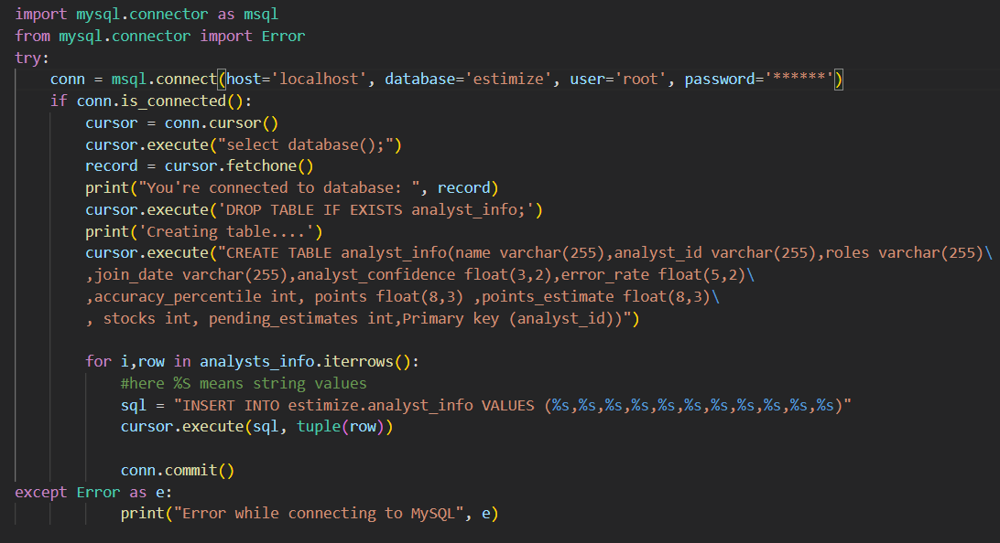 import mysql.connector as msql
from mysql.connector import Error
try:
    conn = msql.connect(host='localhost', database='estimize', user='root', password='******')
    if conn.is_connected():
        cursor = conn.cursor()
        cursor.execute("select database();")
        record = cursor.fetchone()
        print("You're connected to database: ", record)
        cursor.execute('DROP TABLE IF EXISTS analyst_info;')
        print('Creating table....')
        cursor.execute("CREATE TABLE analyst_info(name varchar(255),analyst_id varchar(255),roles varchar(255)\
        ,join_date varchar(255),analyst_confidence float(3,2),error_rate float(5,2)\
        ,accuracy_percentile int, points float(8,3) ,points_estimate float(8,3)\
        , stocks int, pending_estimates int,Primary key (analyst_id))")

        for i,row in analysts_info.iterrows():
            #here %S means string values
            sql = "INSERT INTO estimize.analyst_info VALUES (%s,%s,%s,%s,%s,%s,%s,%s,%s,%s,%s)"
            cursor.execute(sql, tuple(row))

            conn.commit()
except Error as e:
            print("Error while connecting to MySQL", e)